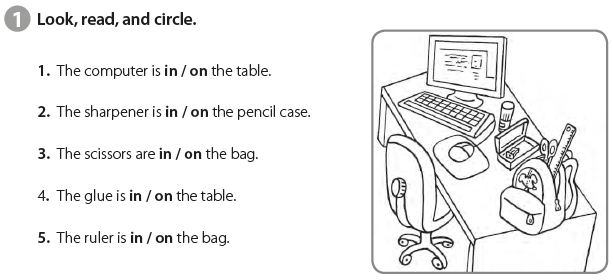 1 Look, read, and circle.
1. The computer is in / on the table.
2. The sharpener is in / on the pencil case.
3. The scissors are in / on the bag.
4. The glue is in / on the table.
5. The ruler is in / on the bag.